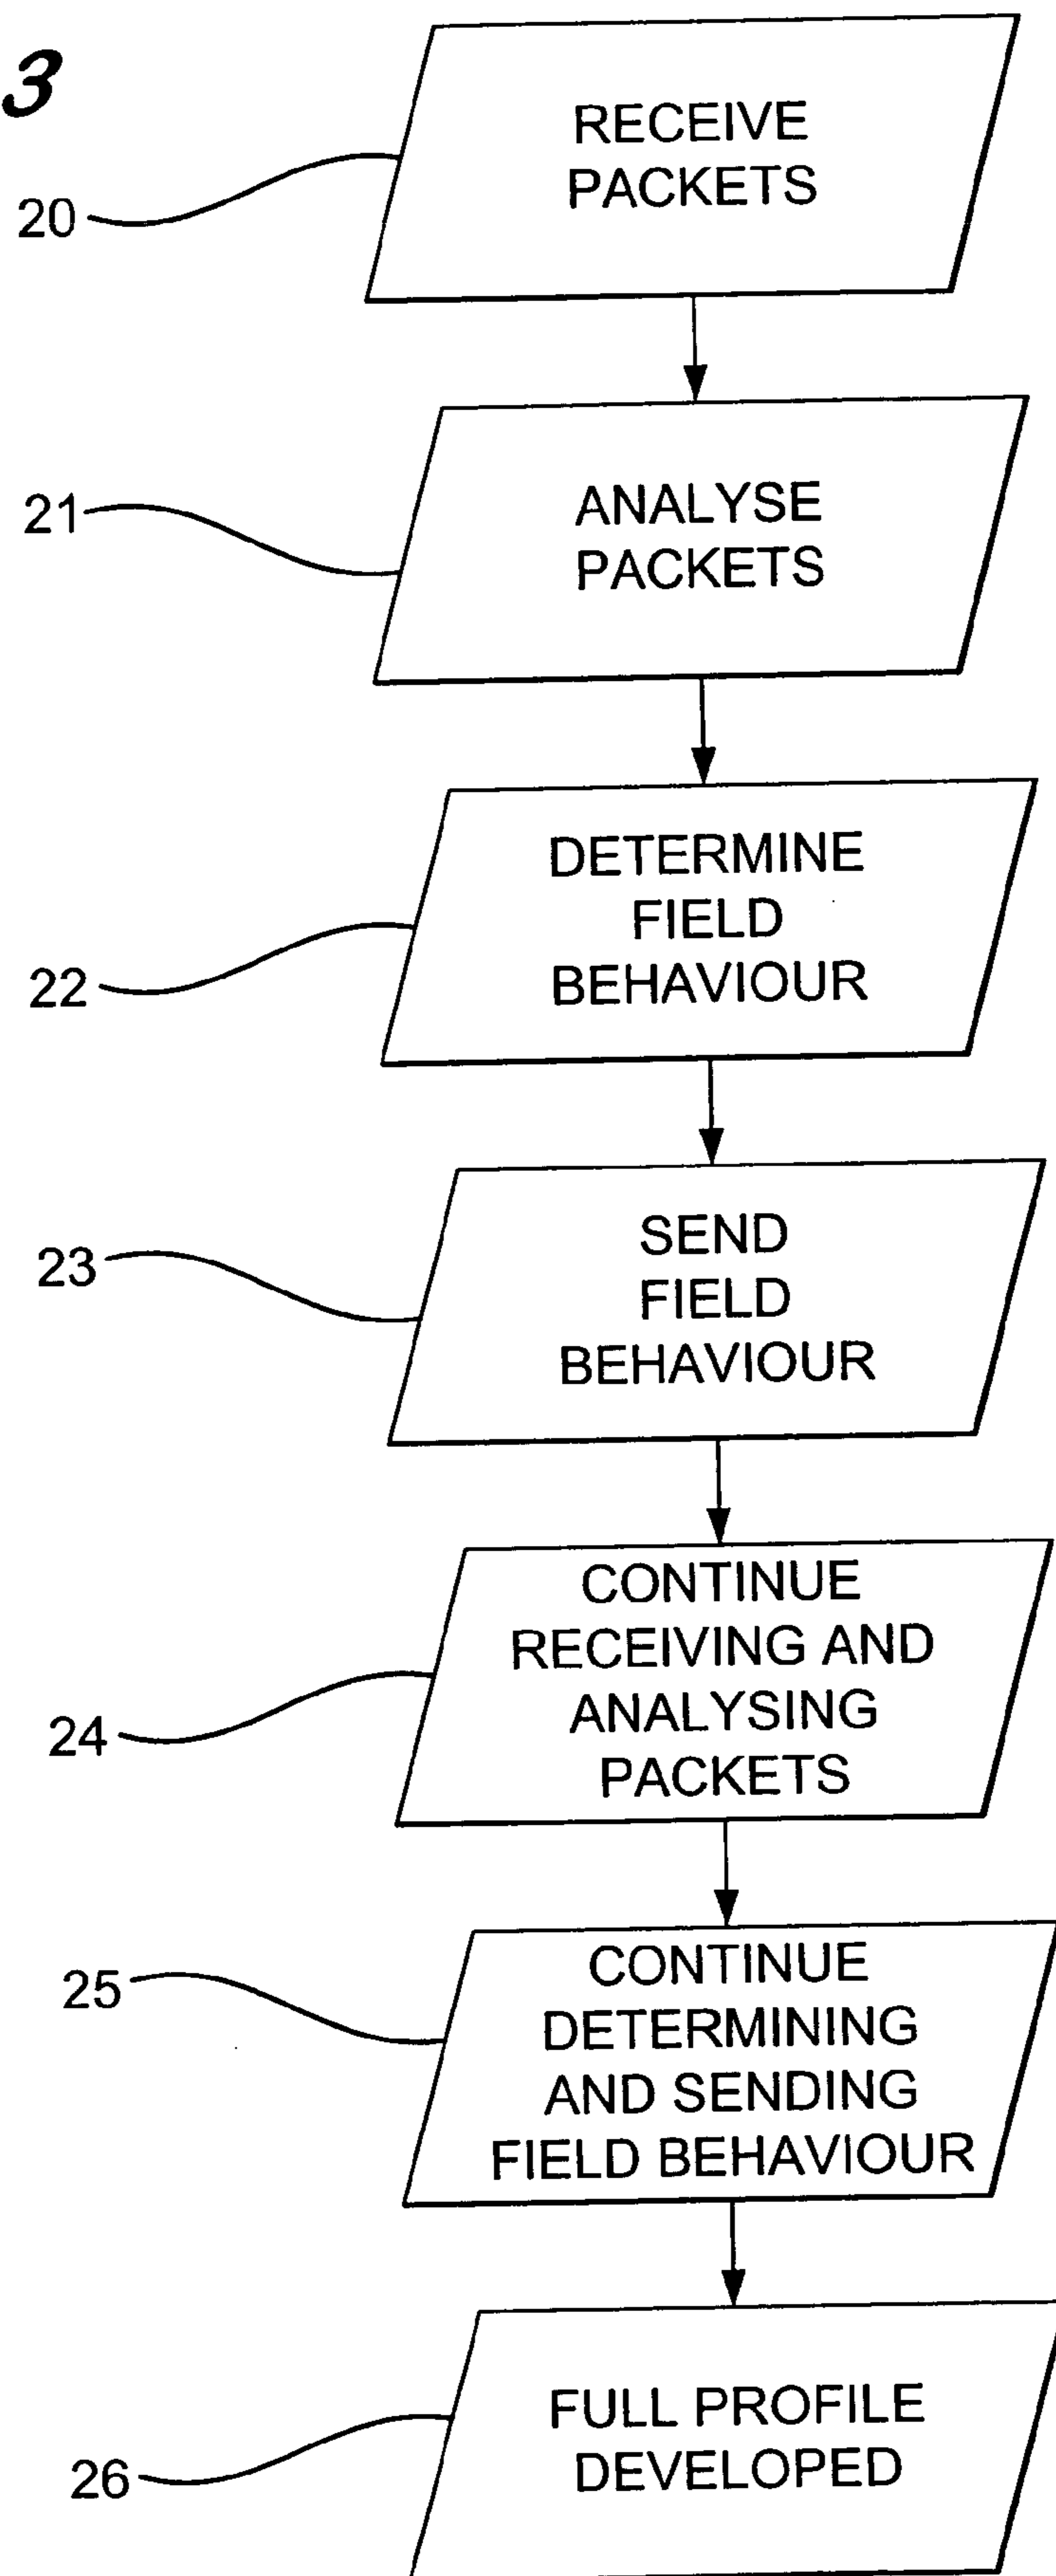 3
20
RECEIVE
PACKETS
21
ANALYSE
PACKETS
22
DETERMINE
FIELD
BEHAVIOUR
23
SEND
FIELD
BEHAVIOUR
24
CONTINUE
RECEIVING AND
ANALYSING
PACKETS
25
CONTINUE
DETERMINING
AND SENDING
FIELD BEHAVIOUR
26
FULL PROFILE
DEVELOPED